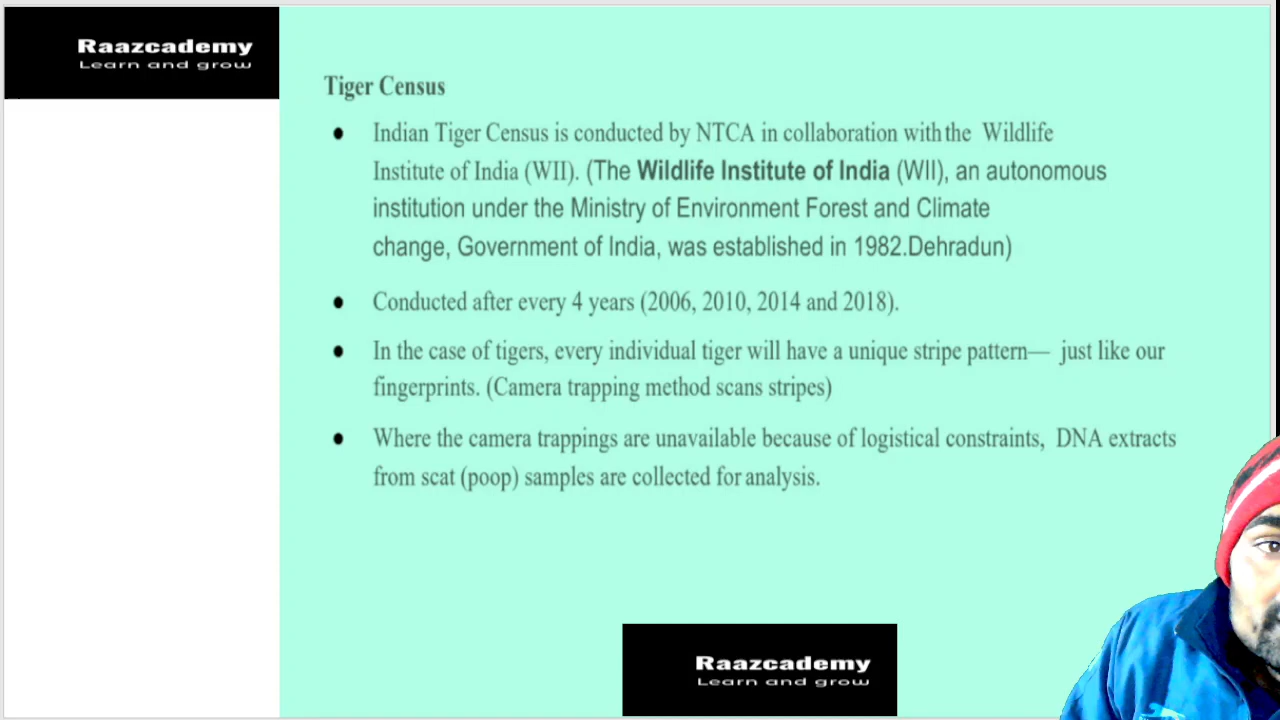 Raazcademy
Learn and grow
Tiger Census
Indian Tiger Census is conducted by NTCA in collaboration with the Wildlife
Institute of India (WII). (The Wildlife Institute of India (WII), an autonomous
institution under the Ministry of Environment Forest and Climate
change, Government of India, was established in 1982.Dehradun)
Conducted after every 4 years (2006, 2010, 2014 and 2018).
In the case of tigers, every individual tiger will have a unique stripe pattern— just like our
fingerprints. (Camera trapping method scans stripes)
Where the camera trappings are unavailable because of logistical constraints, DNA extracts
from scat (poop) samples are collected for analysis.
Raazcademy
Learn and grow